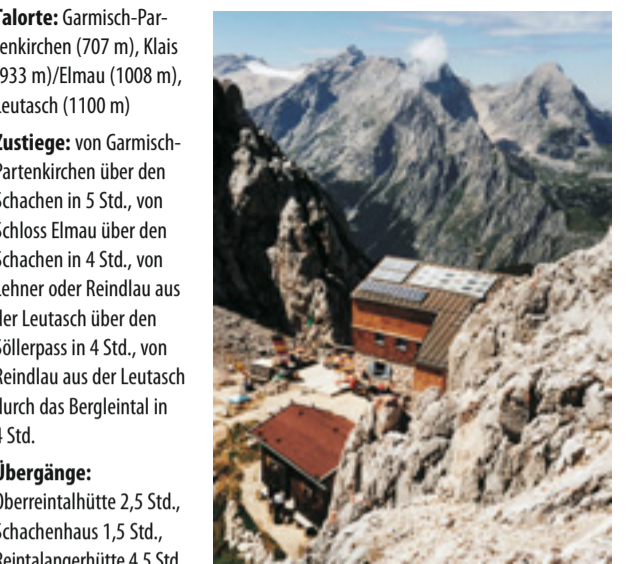 Talorte: Garmisch-Par-
tenkirchen (707 m), Klais
(933 m)/Elmau (1008 m),
Leutasch (1100 m)
Zustiege: von Garmisch-
Partenkirchen über den
Schachen in 5 Std., von
Schloss Elmau über den
Schachen in 4 Std., von
Lehner oder Reindlau aus
der Leutasch über den
Söllerpass in 4 Std., von
Reindlau aus der Leutasch
durch das Bergleintal in
4 Std.
Übergänge:
Oberreintalhütte 2,5 Std.,
Schachenhaus 1,5 Std.,
Reintalangerhütte 4,5 Std.